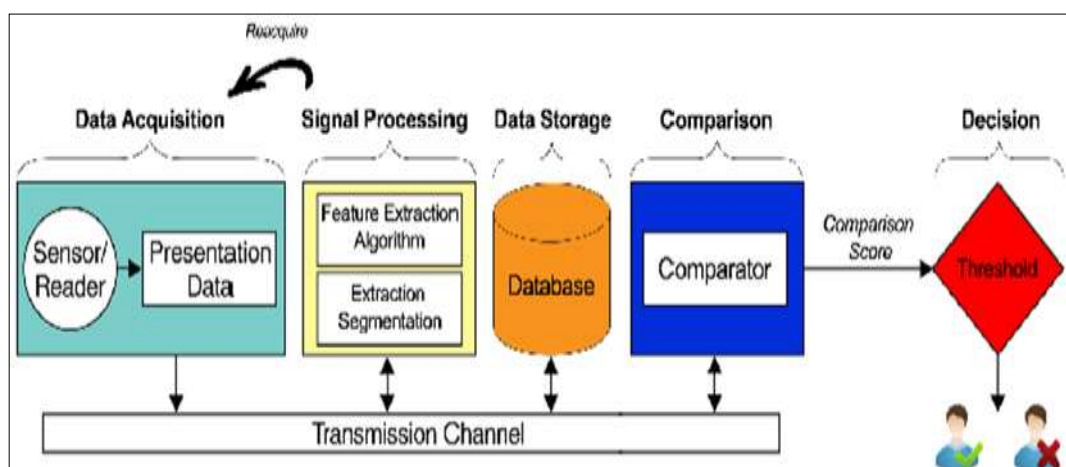 Reacquire
Data Acquisition
Signal Processing
Data Storage
Comparison
Decision
Sensor/
Reader
Presentation
Data
Feature Extraction
Algorithm
Extraction
Segmentation
Database
Comparator
Comparison
Score
Threshold
Transmission Channel